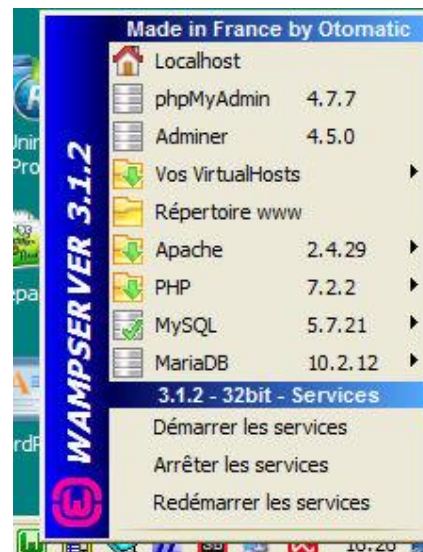 Made in France by Otomatic
Localhost
phpMyAdmin 4.7.7
Adminer 4.5.0
Vos VirtualHosts
Répertoire www
Apache 2.4.29
PHP 7.2.2
MySQL 5.7.21
MariaDB 10.2.12
3.1.2 - 32bit - Services
Démarrer les services
Arrêter les services
Redémarrer les services
WAMPSERVER 3.1.2